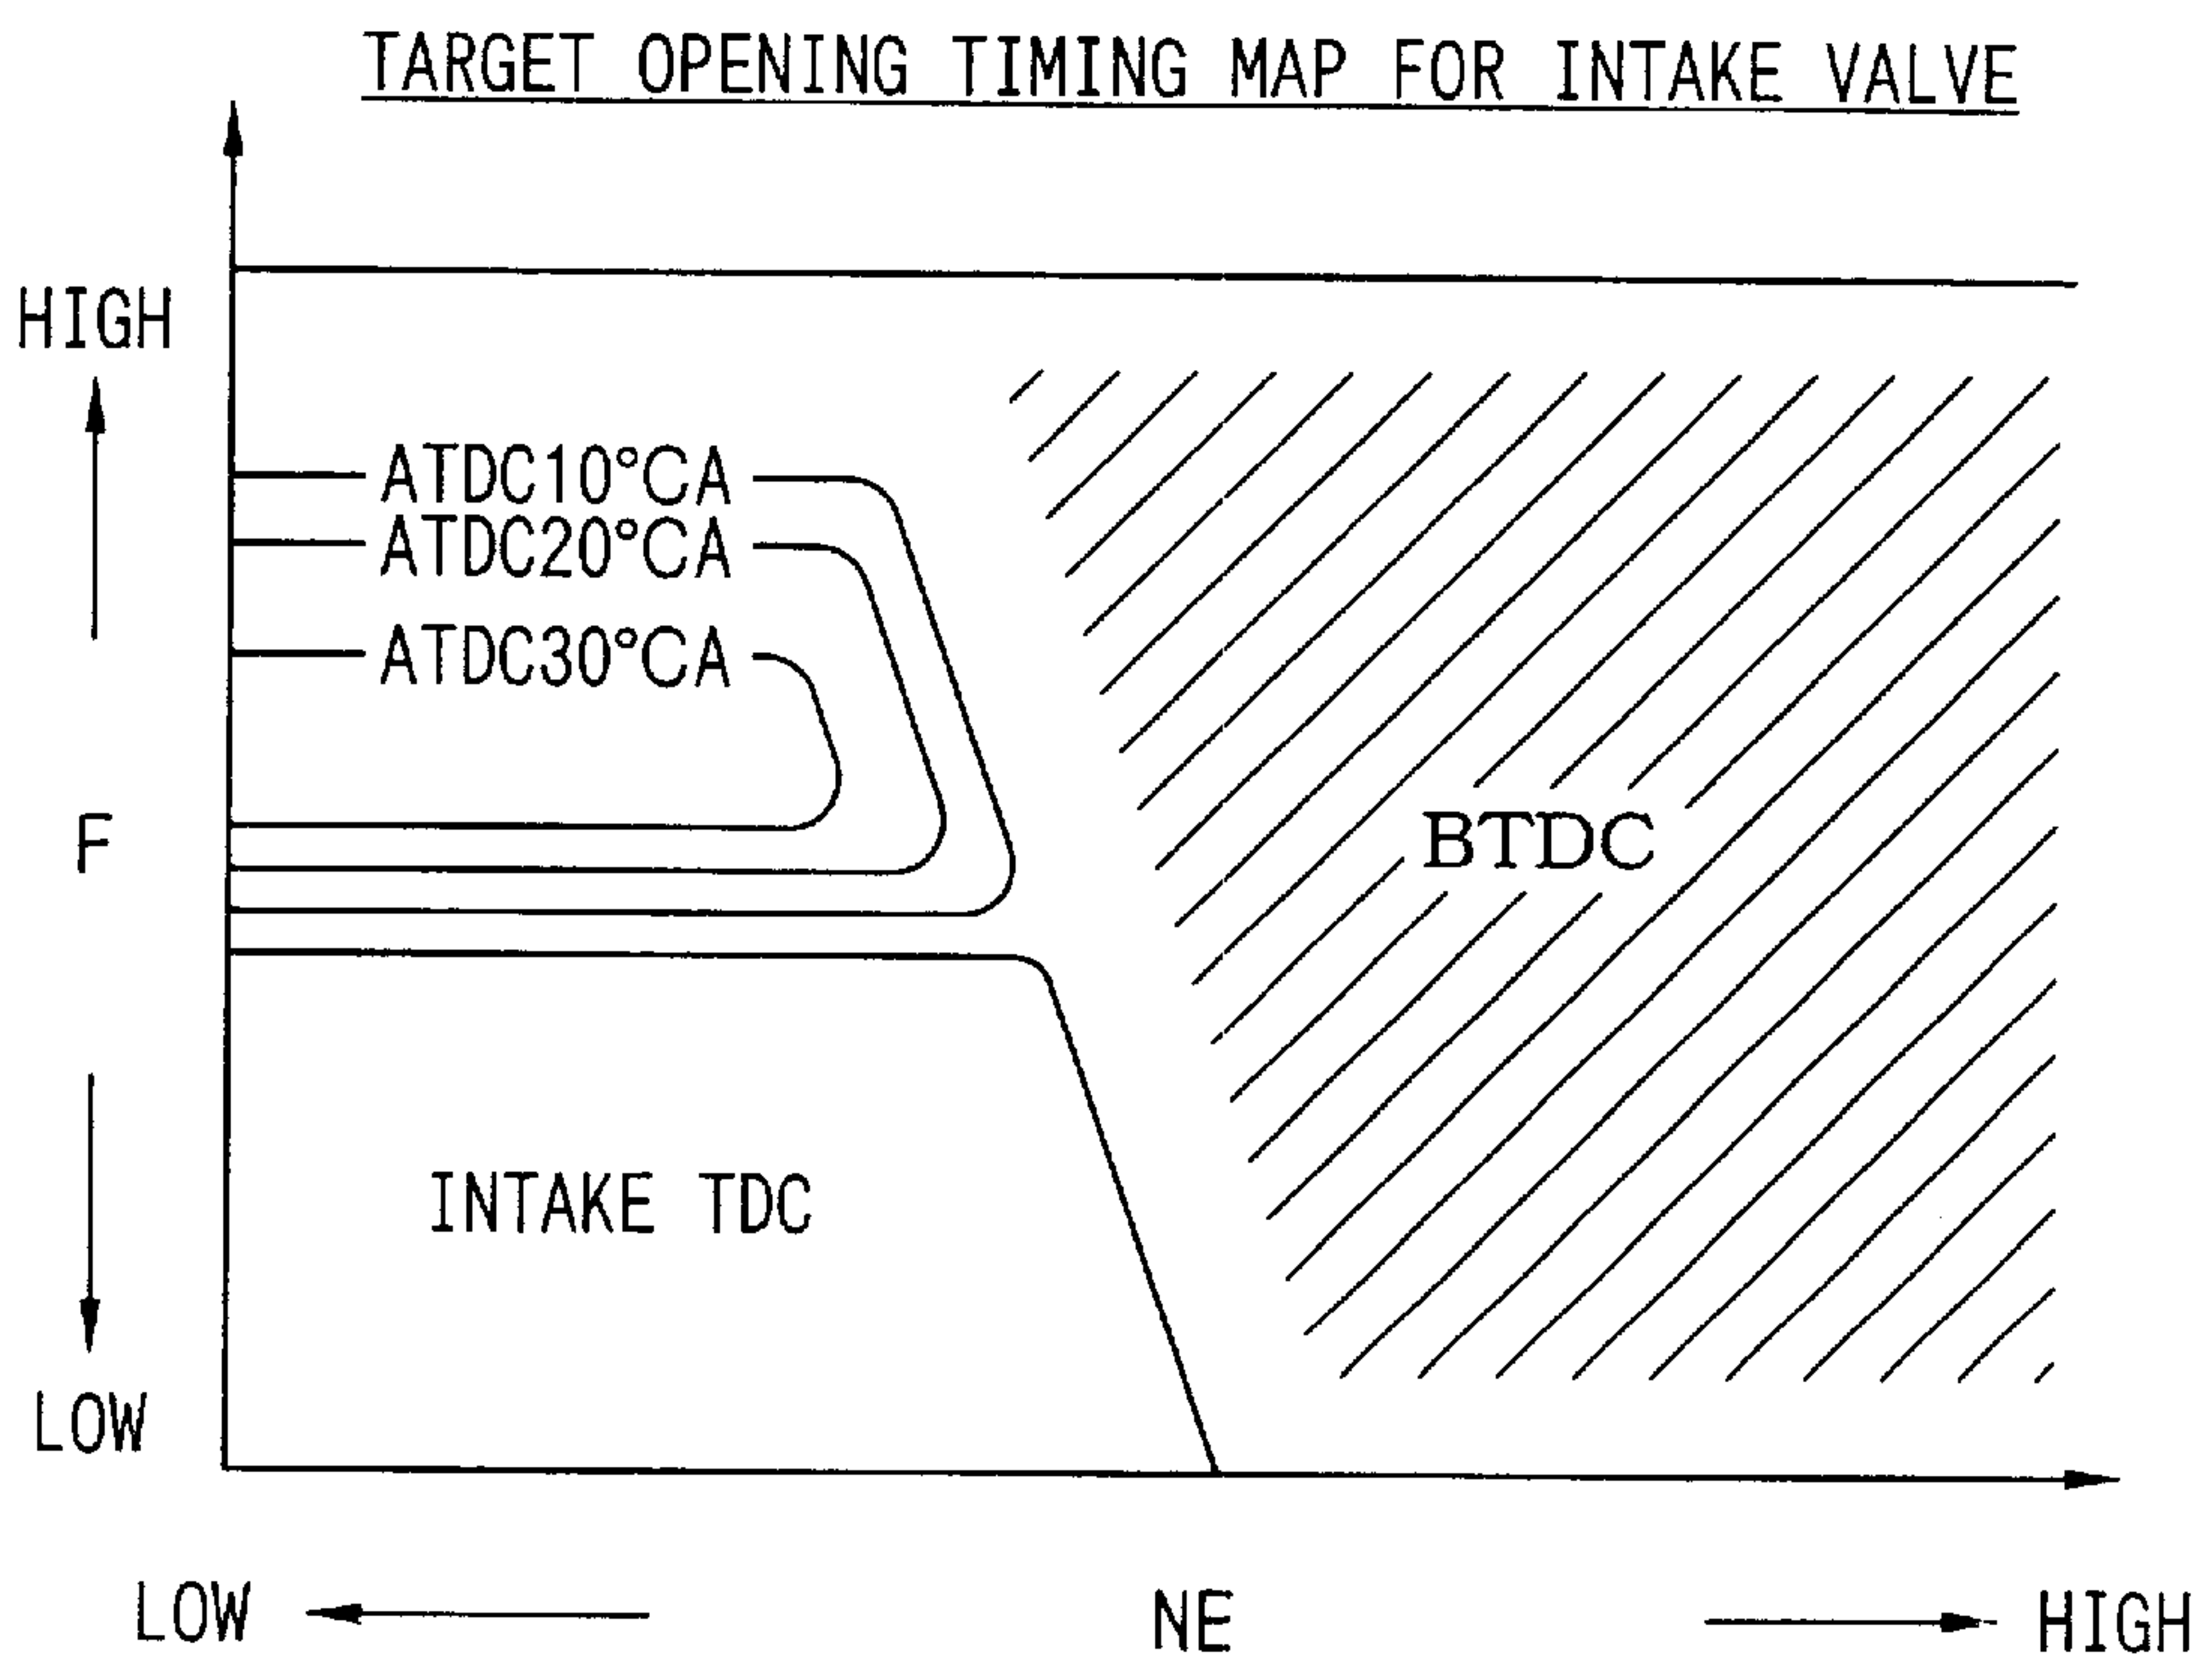 TARGET OPENING TIMING MAP FOR INTAKE VALVE
HIGH
ATDC10°CA
ATDC20°CA
ATDC30°CA
F
BTDC
INTAKE TDC
LOW
LOW NE HIGH